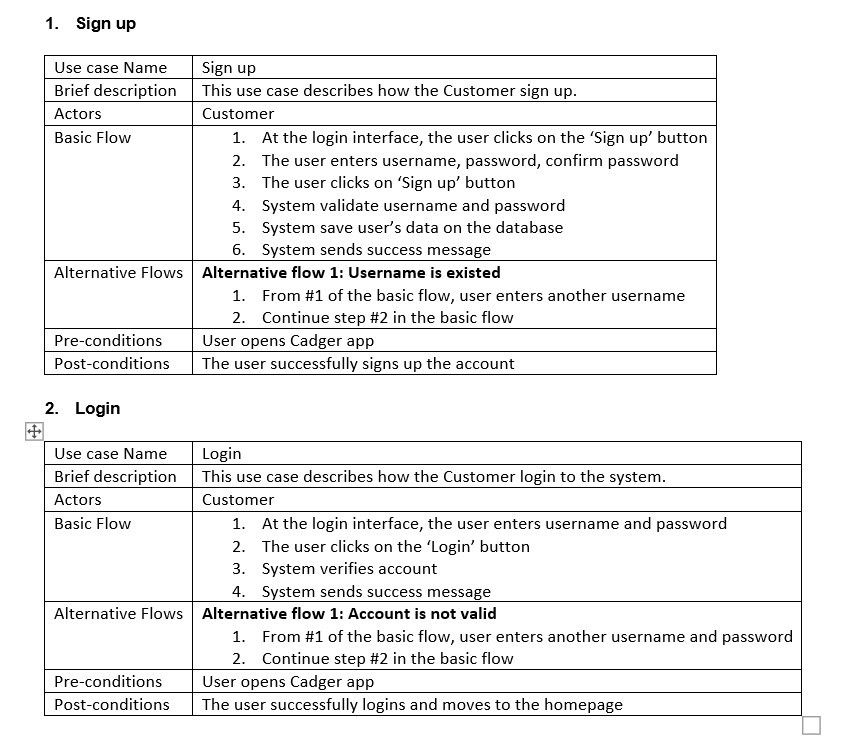 1. Sign up
Use case Name Sign up
Brief description This use case describes how the Customer sign up.
Actors Customer
Basic Flow 1. At the login interface, the user clicks on the ‘Sign up’ button
2. The user enters username, password, confirm password
3. The user clicks on ‘Sign up’ button
4. System validate username and password
5. System save user’s data on the database
6. System sends success message
Alternative Flows Alternative flow 1: Username is existed
1. From #1 of the basic flow, user enters another username
2. Continue step #2 in the basic flow
Pre-conditions User opens Cadger app
Post-conditions The user successfully signs up the account
2. Login
Use case Name Login
Brief description This use case describes how the Customer login to the system.
Actors Customer
Basic Flow 1. At the login interface, the user enters username and password
2. The user clicks on the ‘Login’ button
3. System verifies account
4. System sends success message
Alternative Flows Alternative flow 1: Account is not valid
1. From #1 of the basic flow, user enters another username and password
2. Continue step #2 in the basic flow
Pre-conditions User opens Cadger app
Post-conditions The user successfully logins and moves to the homepage